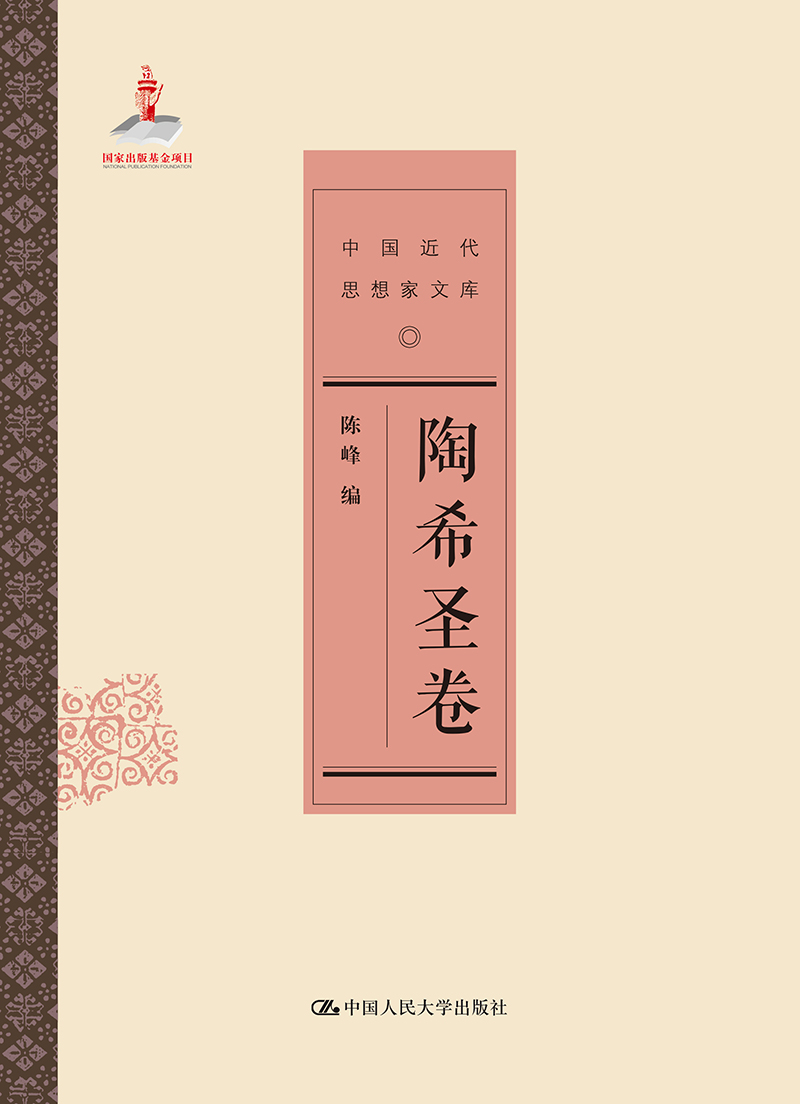 国家出版基金项目
NATIONAL PUBLICATION FOUNDATION
中国近代
思想家文库
陶希圣卷
陈峰 编
中国人民大学出版社